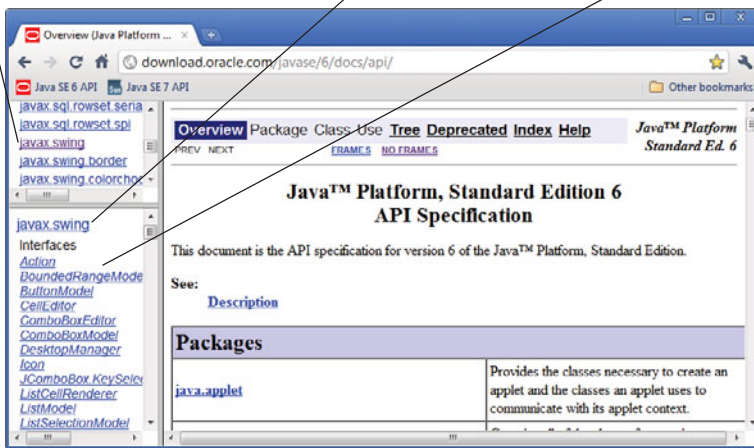 Overview (Java Platform ...
download.oracle.com/javase/6/docs/api/
Java SE 6 API
Java SE 7 API
Other bookmarks
javax.sql.rowset.seria
javax.sql.rowset.spi
javax.swing
javax.swing.border
javax.swing.colorchoo
javax.swing
Interfaces
Action
BoundedRangeMode
ButtonModel
CellEditor
ComboBoxEditor
ComboBoxModel
DesktopManager
Icon
JComboBox.KeySelec
ListCellRenderer
ListModel
ListSelectionModel
Overview Package Class Use Tree Deprecated Index Help
PREV NEXT
FRAMES NO FRAMES
Java™ Platform
Standard Ed. 6
Java™ Platform, Standard Edition 6
API Specification
This document is the API specification for version 6 of the Java™ Platform, Standard Edition.
See:
Description
Packages
java.applet
Provides the classes necessary to create an
applet and the classes an applet uses to
communicate with its applet context.